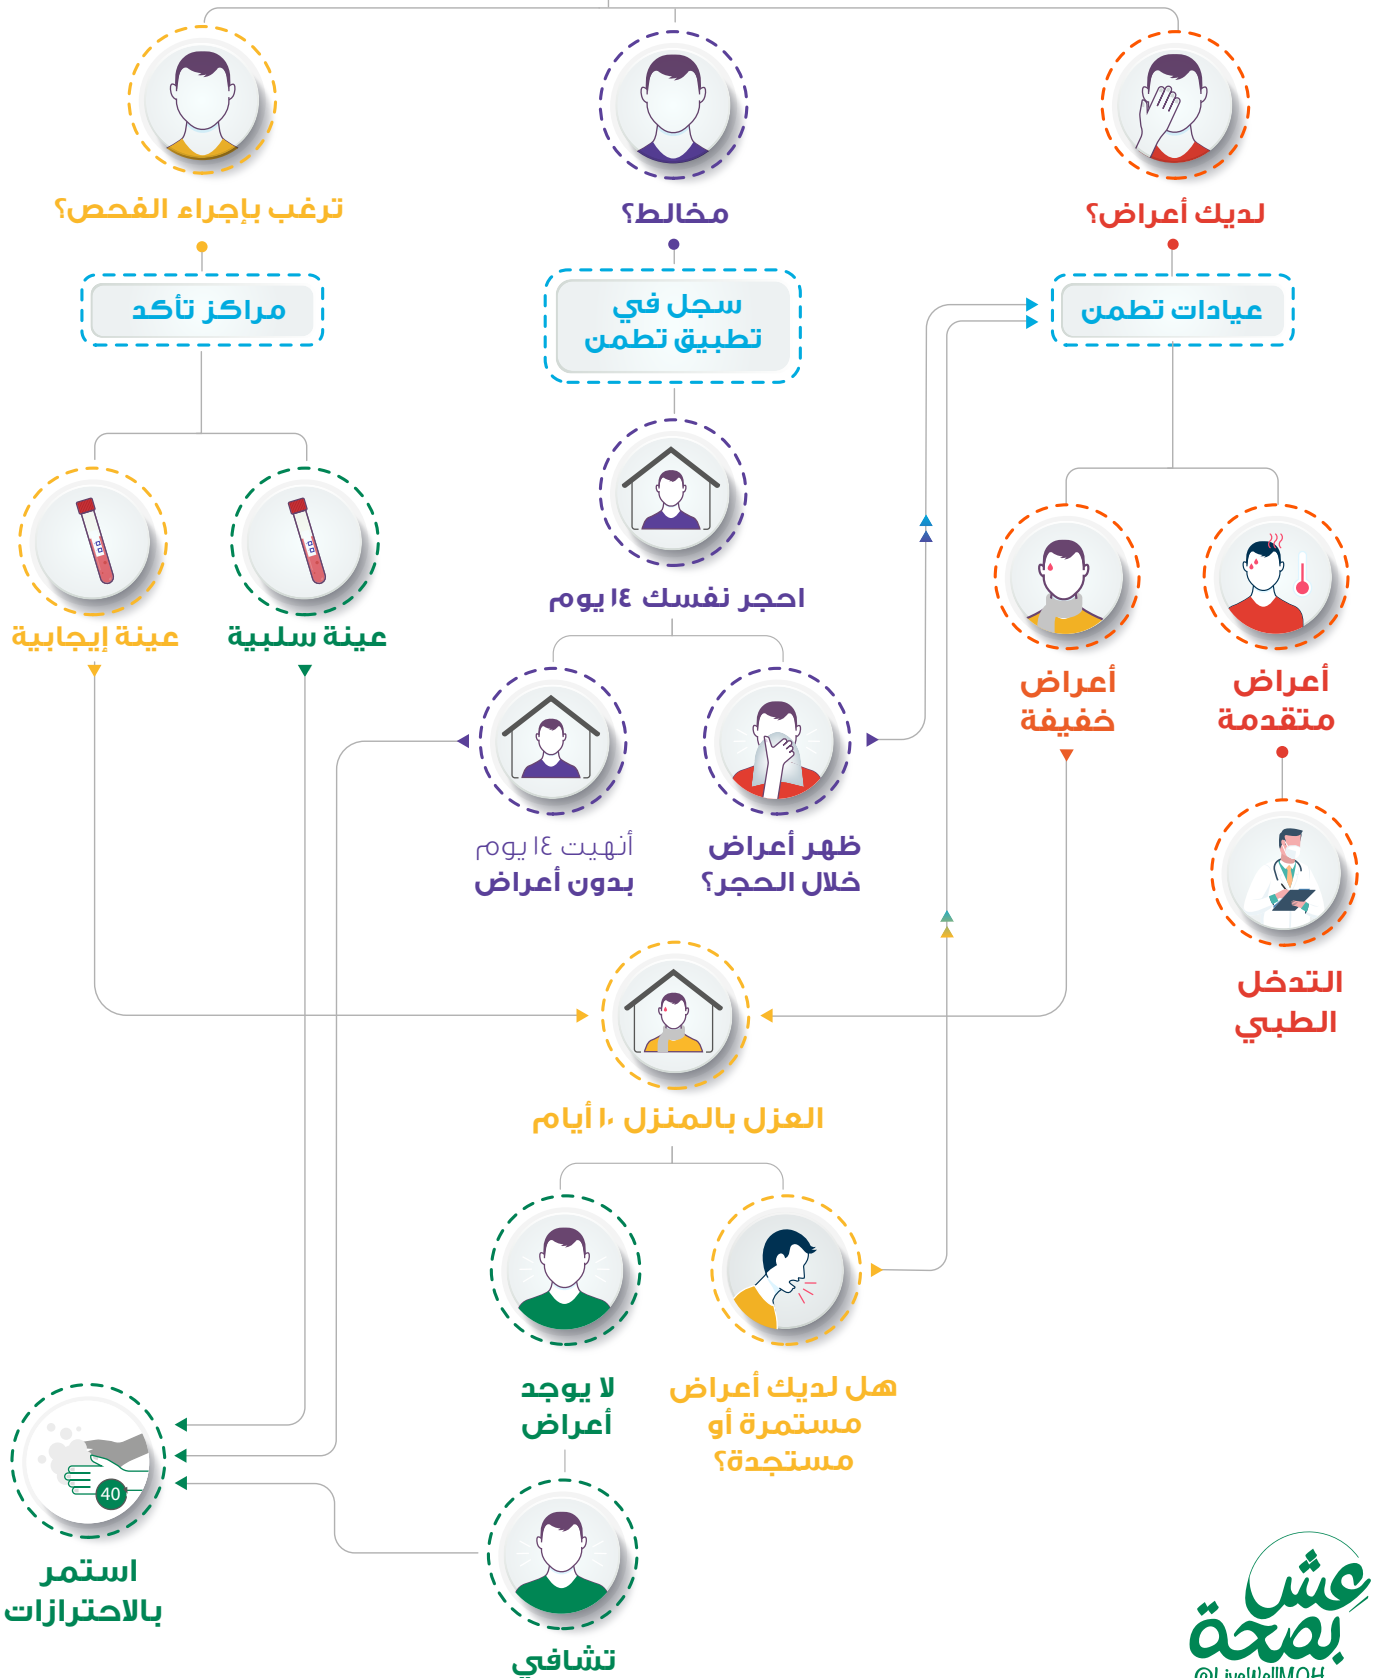 لديك أعراض؟
مخالط؟
ترغب بإجراء الفحص؟
عيادات تطمن
سجل في
تطبيق تطمن
مراكز تأكد
احجر نفسك ١٤ يوم
عينة سلبية
عينة إيجابية
أعراض
متقدمة
أعراض
خفيفة
ظهر أعراض
خلال الحجر؟
أنهيت ١٤ يوم
بدون أعراض
التدخل
الطبي
العزل بالمنزل ١٠ أيام
هل لديك أعراض
مستمرة أو
مستجدة؟
لا يوجد
أعراض
40
استمر
بالاحترازات
تشافي
عش
بصحة
@LiveWellMOH